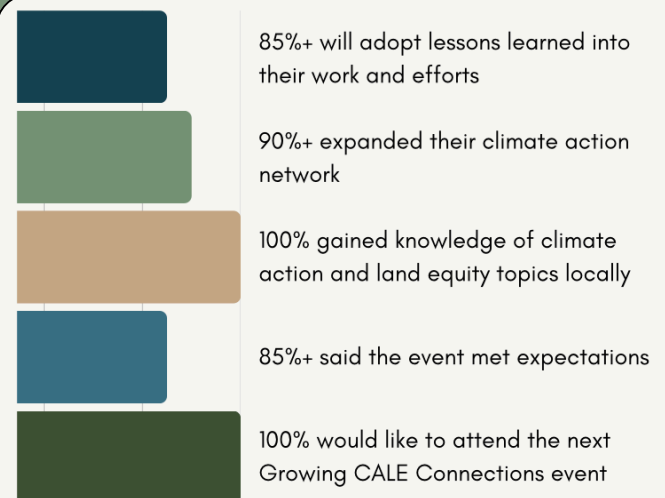 85%+ will adopt lessons learned into
their work and efforts
90%+ expanded their climate action
network
100% gained knowledge of climate
action and land equity topics locally
85%+ said the event met expectations
100% would like to attend the next
Growing CALE Connections event